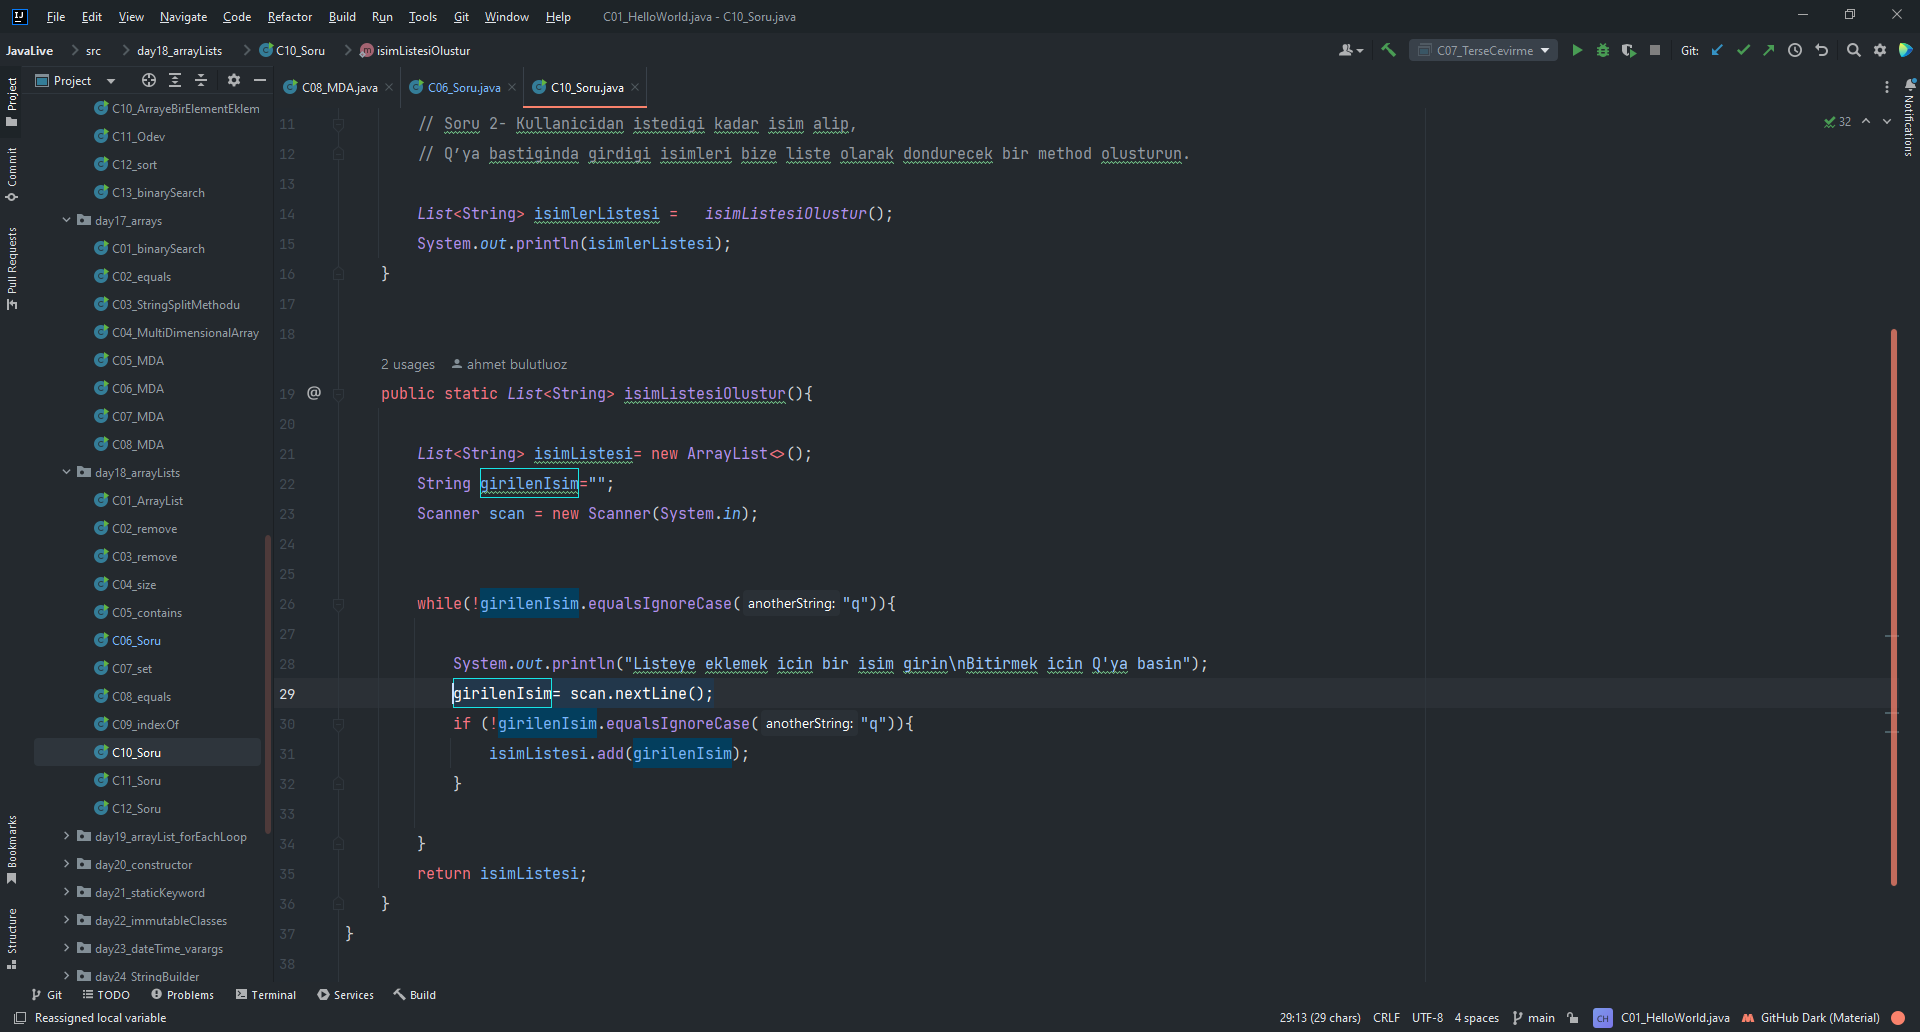 File Edit View Navigate Code Refactor Build Run Tools Git Window Help C01_HelloWorld.java - C10_Soru.java
JavaLive src day18_arrayLists C10_Soru isimListesiOlustur C07_TerseCevirme Git:
Project
C08_MDA.java C06_Soru.java C10_Soru.java
Project
Commit
Pull Requests
Bookmarks
Structure
Notifications
C10_ArrayeBirElementEklem
C11_Odev
C12_sort
C13_binarySearch
day17_arrays
C01_binarySearch
C02_equals
C03_StringSplitMethodu
C04_MultiDimensionalArray
C05_MDA
C06_MDA
C07_MDA
C08_MDA
day18_arrayLists
C01_ArrayList
C02_remove
C03_remove
C04_size
C05_contains
C06_Soru
C07_set
C08_equals
C09_indexOf
C10_Soru
C11_Soru
C12_Soru
day19_arrayList_forEachLoop
day20_constructor
day21_staticKeyword
day22_immutableClasses
day23_dateTime_varargs
day24_StringBuilder
32
11 // Soru 2- Kullanicidan istedigi kadar isim alip,
12 // Q’ya bastiginda girdigi isimleri bize liste olarak dondurecek bir method olusturun.
13
14 List<String> isimlerListesi = isimListesiOlustur();
15 System.out.println(isimlerListesi);
16 }
17
18
2 usages ahmet bulutluoz
19 @ public static List<String> isimListesiOlustur(){
20
21 List<String> isimListesi= new ArrayList<>();
22 String girilenIsim="";
23 Scanner scan = new Scanner(System.in);
24
25
26 while(!girilenIsim.equalsIgnoreCase( anotherString: "q")){
27
28 System.out.println("Listeye eklemek icin bir isim girin\nBitirmek icin Q'ya basin");
29 girilenIsim= scan.nextLine();
30 if (!girilenIsim.equalsIgnoreCase( anotherString: "q")){
31 isimListesi.add(girilenIsim);
32 }
33
34 }
35 return isimListesi;
36 }
37 }
38
Git TODO Problems Terminal Services Build
Reassigned local variable 29:13 (29 chars) CRLF UTF-8 4 spaces main CH C01_HelloWorld.java GitHub Dark (Material)